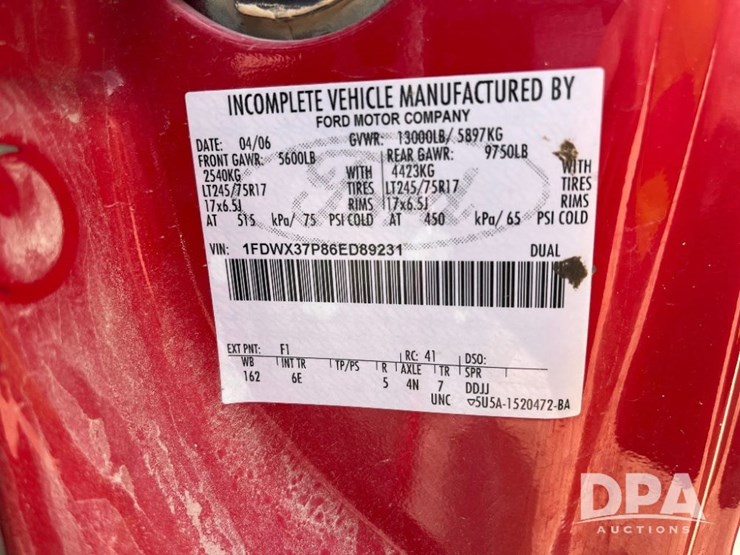 INCOMPLETE VEHICLE MANUFACTURED BY
FORD MOTOR COMPANY
DATE: 04/06 GVWR: 13000LB/ 5897KG
FRONT GAWR: 5600LB REAR GAWR: 9750LB
2540KG WITH 4423KG WITH
LT245/75R17 TIRES LT245/75R17 TIRES
17x6.5J RIMS 17x6.5J RIMS
AT 515 kPa/ 75 PSI COLD AT 450 kPa/ 65 PSI COLD
Ford
VIN: 1FDWX37P86ED89231 DUAL
EXT PNT: F1 RC: 41 DSO:
WB INT TR TP/PS R AXLE TR SPR
162 6E 5 4N 7 DDJJ
UNC ▽5U5A-1520472-BA
DPA
AUCTIONS